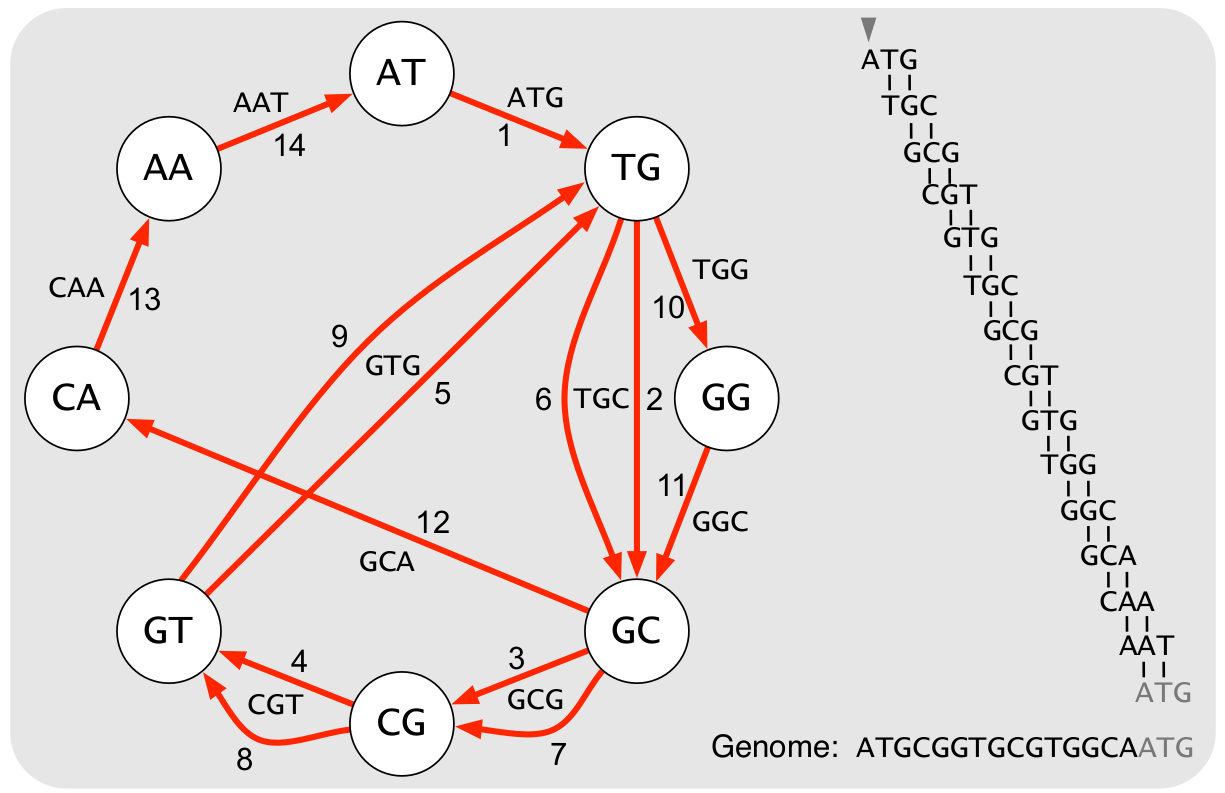 AT
AAT
ATG
14
1
AA
TG
CAA
13
TGG
10
9
GTG
5
6
TGC
2
CA
GG
11
GGC
12
GCA
GT
GC
4
3
CGT
GCG
CG
8
7
ATG
TGC
GCG
CGT
GTG
TGC
GCG
CGT
GTG
TGG
GGC
GCA
CAA
AAT
ATG
Genome: ATGCGGTGCGTGGCAATG